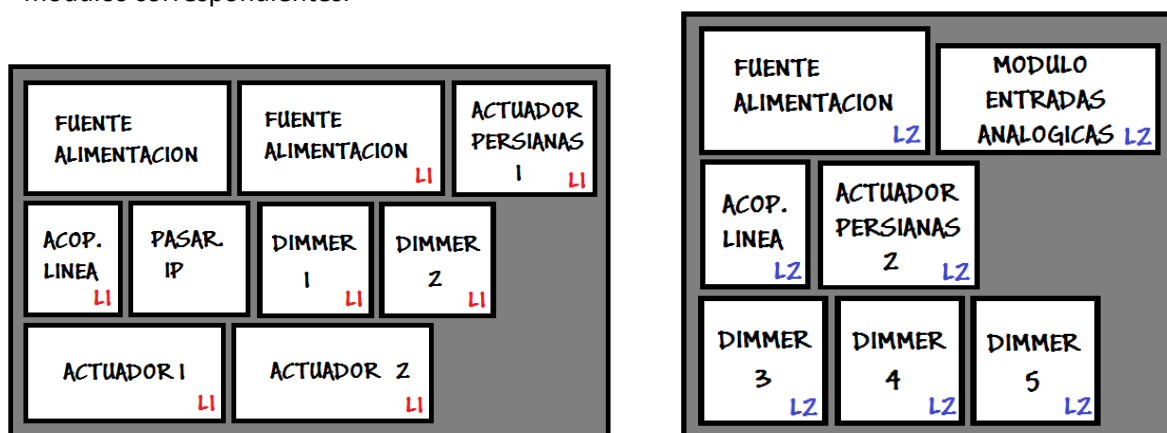 módulos correspondientes.
FUENTE
ALIMENTACION
FUENTE
ALIMENTACION
L1
ACTUADOR
PERSIANAS
1
L1
ACOP.
LINEA
L1
PASAR.
IP
DIMMER
1
L1
DIMMER
2
L1
ACTUADOR 1
L1
ACTUADOR 2
L1
FUENTE
ALIMENTACION
L2
MODULO
ENTRADAS
ANALOGICAS L2
ACOP.
LINEA
L2
ACTUADOR
PERSIANAS
2
L2
DIMMER
3
L2
DIMMER
4
L2
DIMMER
5
L2